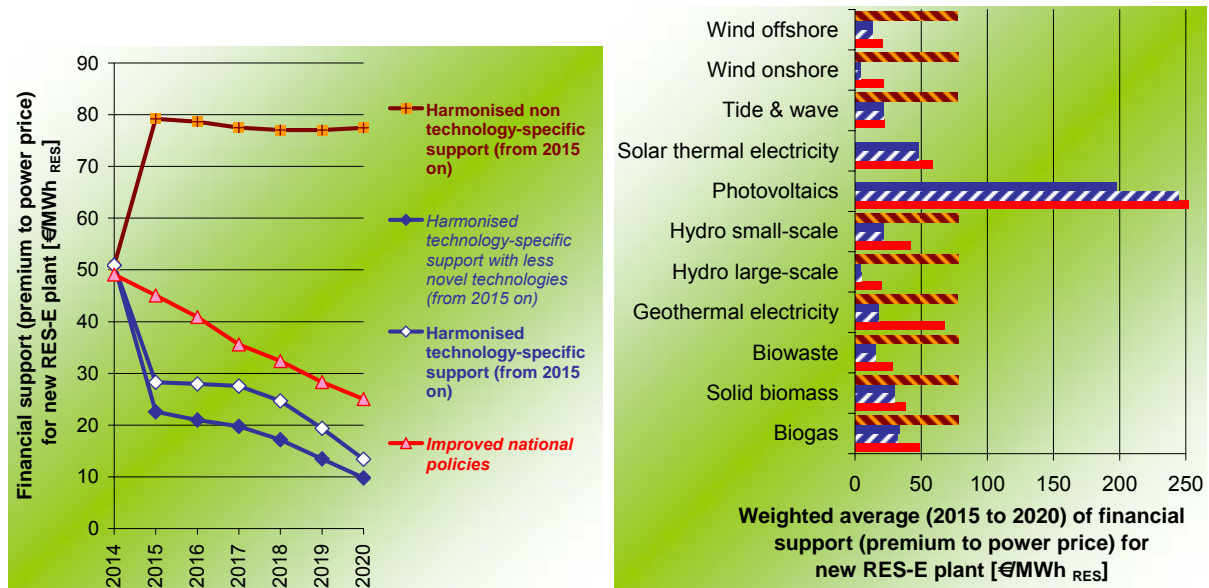 Financial support (premium to power price)
for new RES-E plant [€/MWh RES]
90
80
70
60
50
40
30
20
10
0
2014
2015
2016
2017
2018
2019
2020
Harmonised non
technology-specific
support (from 2015
on)
Harmonised
technology-specific
support with less
novel technologies
(from 2015 on)
Harmonised
technology-specific
support (from 2015
on)
Improved national
policies
Wind offshore
Wind onshore
Tide & wave
Solar thermal electricity
Photovoltaics
Hydro small-scale
Hydro large-scale
Geothermal electricity
Biowaste
Solid biomass
Biogas
0
50
100
150
200
250
Weighted average (2015 to 2020) of financial
support (premium to power price) for
new RES-E plant [€/MWh RES]